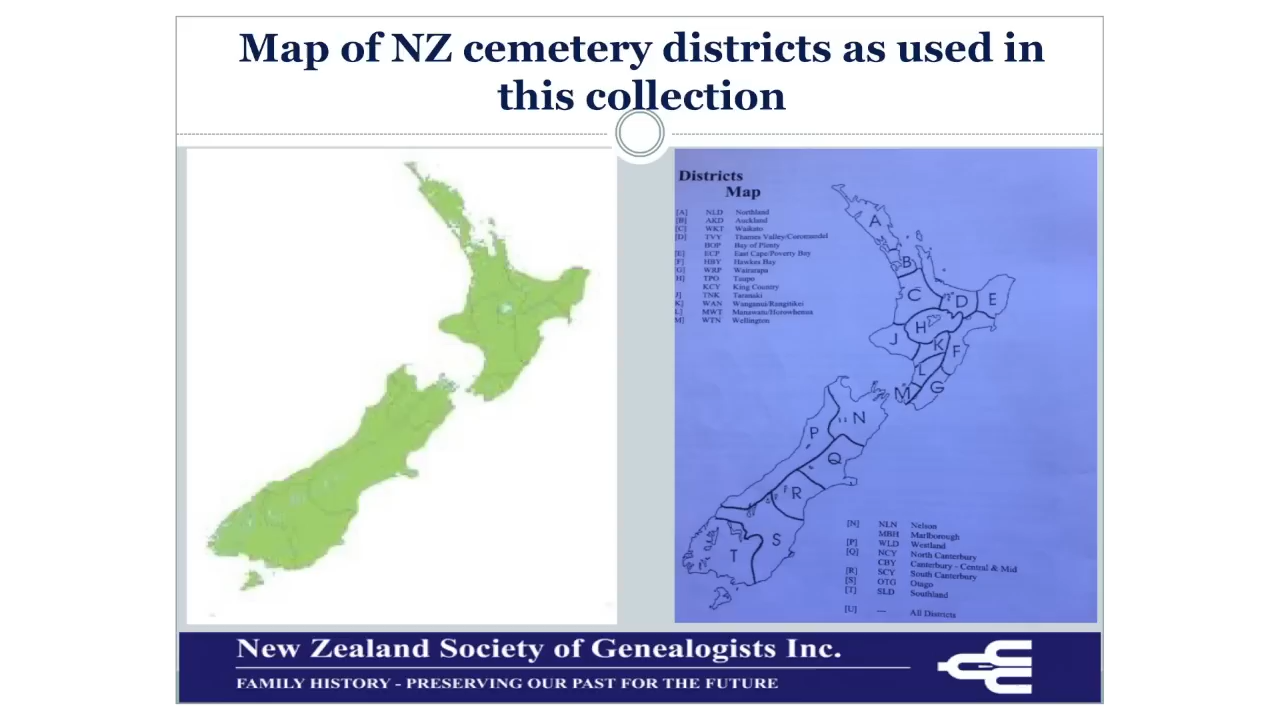 Map of NZ cemetery districts as used in
this collection
Districts
Map
[A] NLD Northland
[B] AKD Auckland
[C] WKT Waikato
[D] TVY Thames Valley/Coromandel
BOP Bay of Plenty
[E] ECP East Cape/Poverty Bay
[F] HBY Hawkes Bay
G] WRP Wairarapa
H] TPO Taupo
KCY King Country
J] TNK Taranaki
K] WAN Wanganui/Rangitikei
L] MWT Manawatu/Horowhenua
M] WTN Wellington
A
B
C
D
E
H
J
K
F
L
G
M
N
P
Q
R
S
T
[N] NLN Nelson
MBH Marlborough
[P] WLD Westland
[Q] NCY North Canterbury
CBY Canterbury - Central & Mid
[R] SCY South Canterbury
[S] OTG Otago
[T] SLD Southland
[U] --- All Districts
New Zealand Society of Genealogists Inc.
FAMILY HISTORY - PRESERVING OUR PAST FOR THE FUTURE